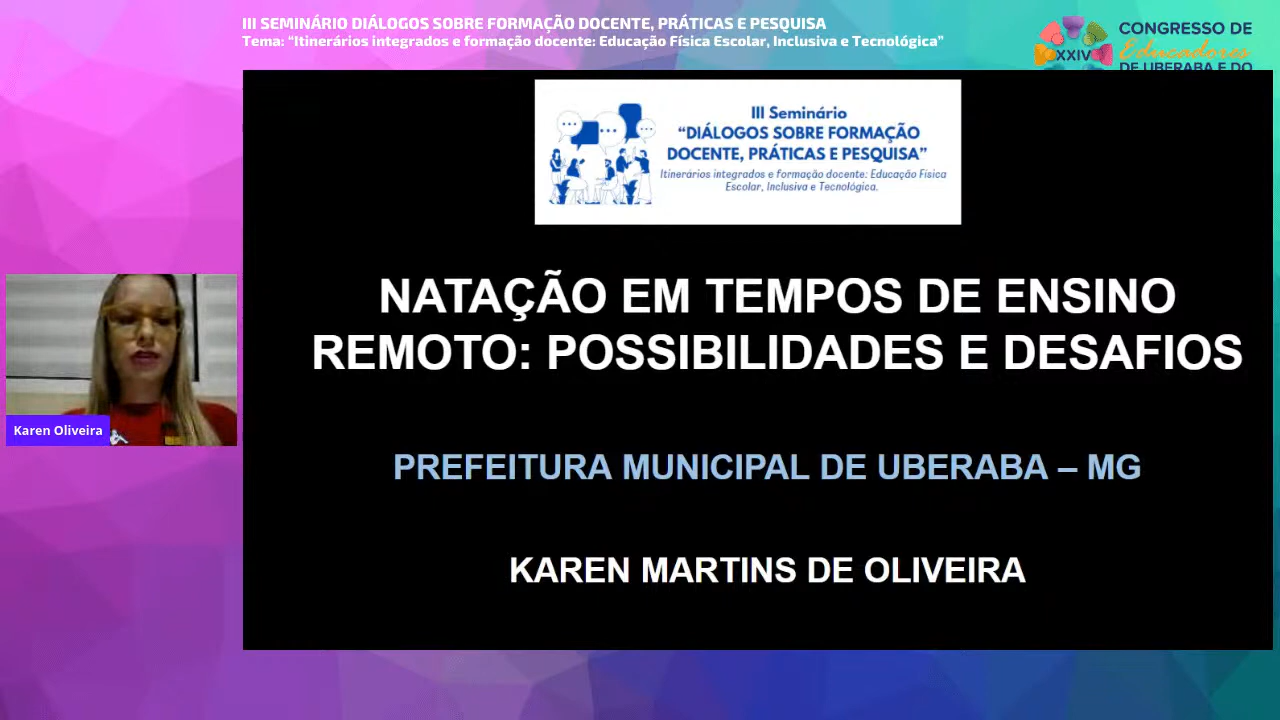 III SEMINÁRIO DIÁLOGOS SOBRE FORMAÇÃO DOCENTE, PRÁTICAS E PESQUISA
Tema: “Itinerários integrados e formação docente: Educação Física Escolar, Inclusiva e Tecnológica”
XXIV
CONGRESSO DE
Educadores
DE UBERABA E DO
III Seminário
“DIÁLOGOS SOBRE FORMAÇÃO
DOCENTE, PRÁTICAS E PESQUISA”
Itinerários integrados e formação docente: Educação Física
Escolar, Inclusiva e Tecnológica.
NATAÇÃO EM TEMPOS DE ENSINO
REMOTO: POSSIBILIDADES E DESAFIOS
PREFEITURA MUNICIPAL DE UBERABA – MG
KAREN MARTINS DE OLIVEIRA
Karen Oliveira